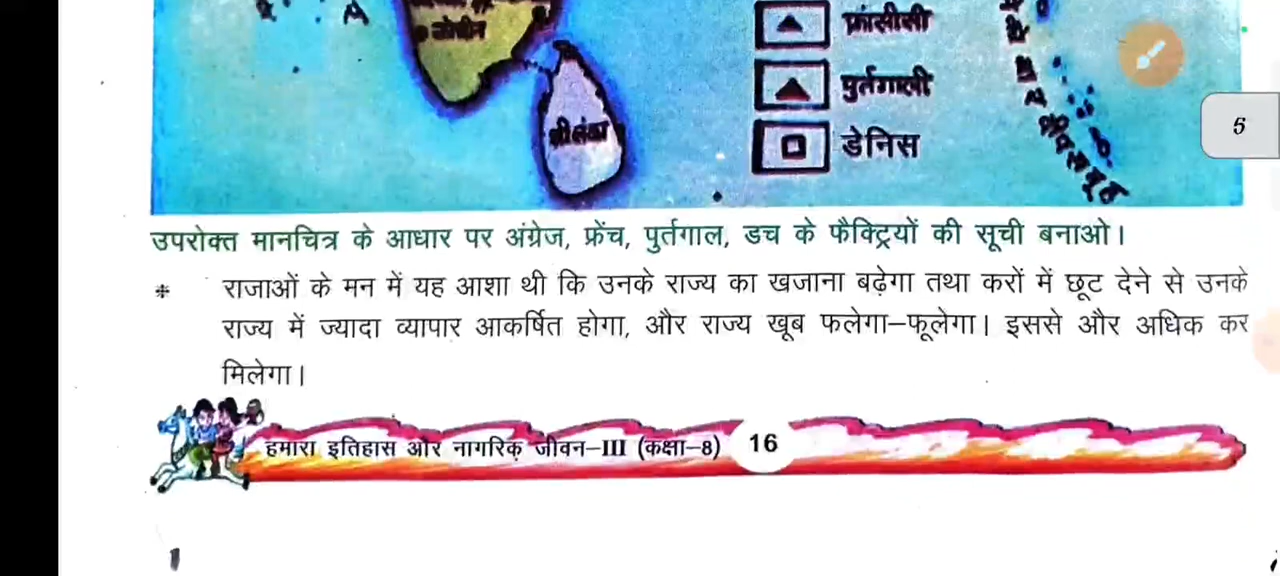 कोचीन
फ्रांसीसी
पुर्तगाली
श्रीलंका
डेनिस
5
उपरोक्त मानचित्र के आधार पर अंग्रेज, फ्रेंच, पुर्तगाल, डच के फैक्ट्रियों की सूची बनाओ।
* राजाओं के मन में यह आशा थी कि उनके राज्य का खजाना बढ़ेगा तथा करों में छूट देने से उनके
राज्य में ज्यादा व्यापार आकर्षित होगा, और राज्य खूब फलेगा–फूलेगा। इससे और अधिक कर
मिलेगा।
हमारा इतिहास और नागरिक जीवन–III (कक्षा–8) 16